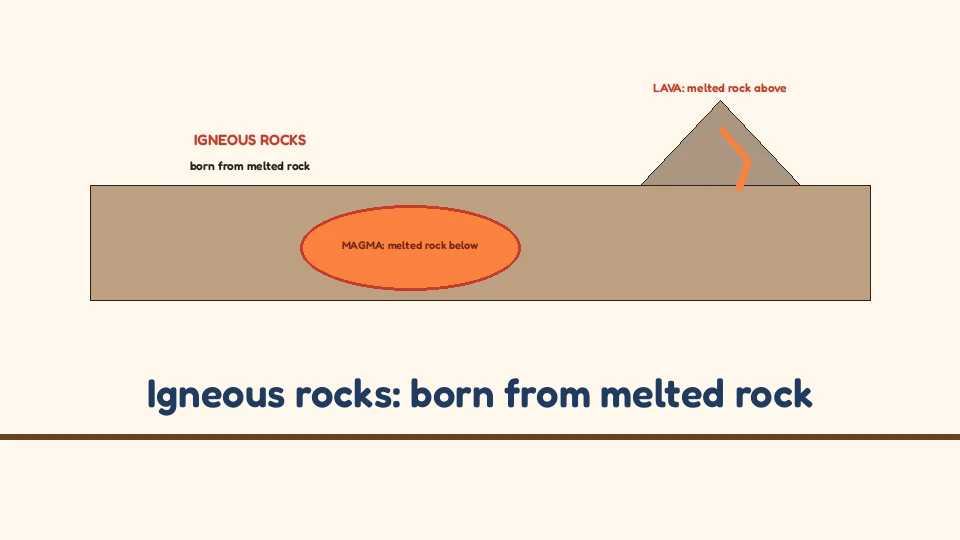 LAVA: melted rock above
IGNEOUS ROCKS
born from melted rock
MAGMA: melted rock below
Igneous rocks: born from melted rock